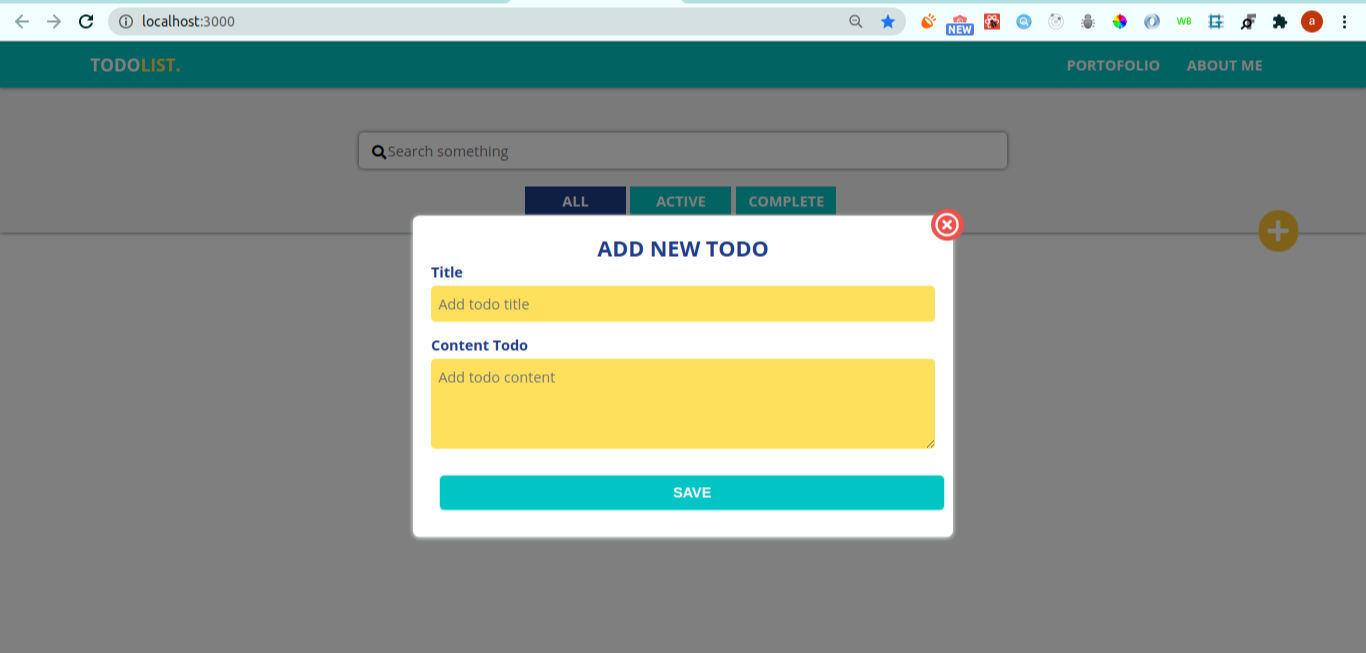 localhost:3000
NEW
WB
a
TODOLIST.
PORTOFOLIO ABOUT ME
Search something
ALL ACTIVE COMPLETE
ADD NEW TODO
Title
Add todo title
Content Todo
Add todo content
SAVE